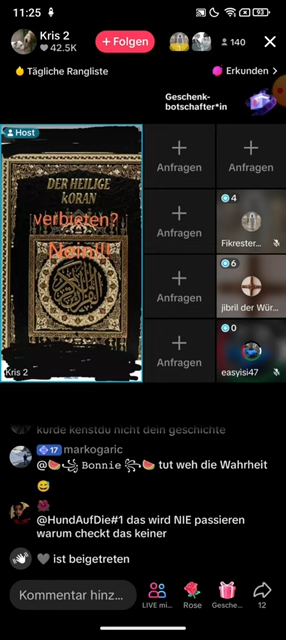 11:25
93
Kris 2
42.5K
+ Folgen
140
Tägliche Rangliste
Erkunden >
Geschenk-
botschafter*in
Host
DER HEILIGE
KORAN
verbieten?
Nein!!!
Kris 2
Anfragen
Anfragen
Anfragen
4
Fikrester...
Anfragen
6
jibril der Wür...
Anfragen
0
easyisi47
kurde kenstdu nicht dein geschichte
17 markogaric
@🍉꧁ 𝙱𝚘𝚗𝚗𝚒𝚎 ꧂🍉 tut weh die Wahrheit
😅
🌺
@HundAufDie#1 das wird NIE passieren
warum checkt das keiner
🖤 ist beigetreten
Kommentar hinz...
LIVE mi...
Rose
Gesche...
12